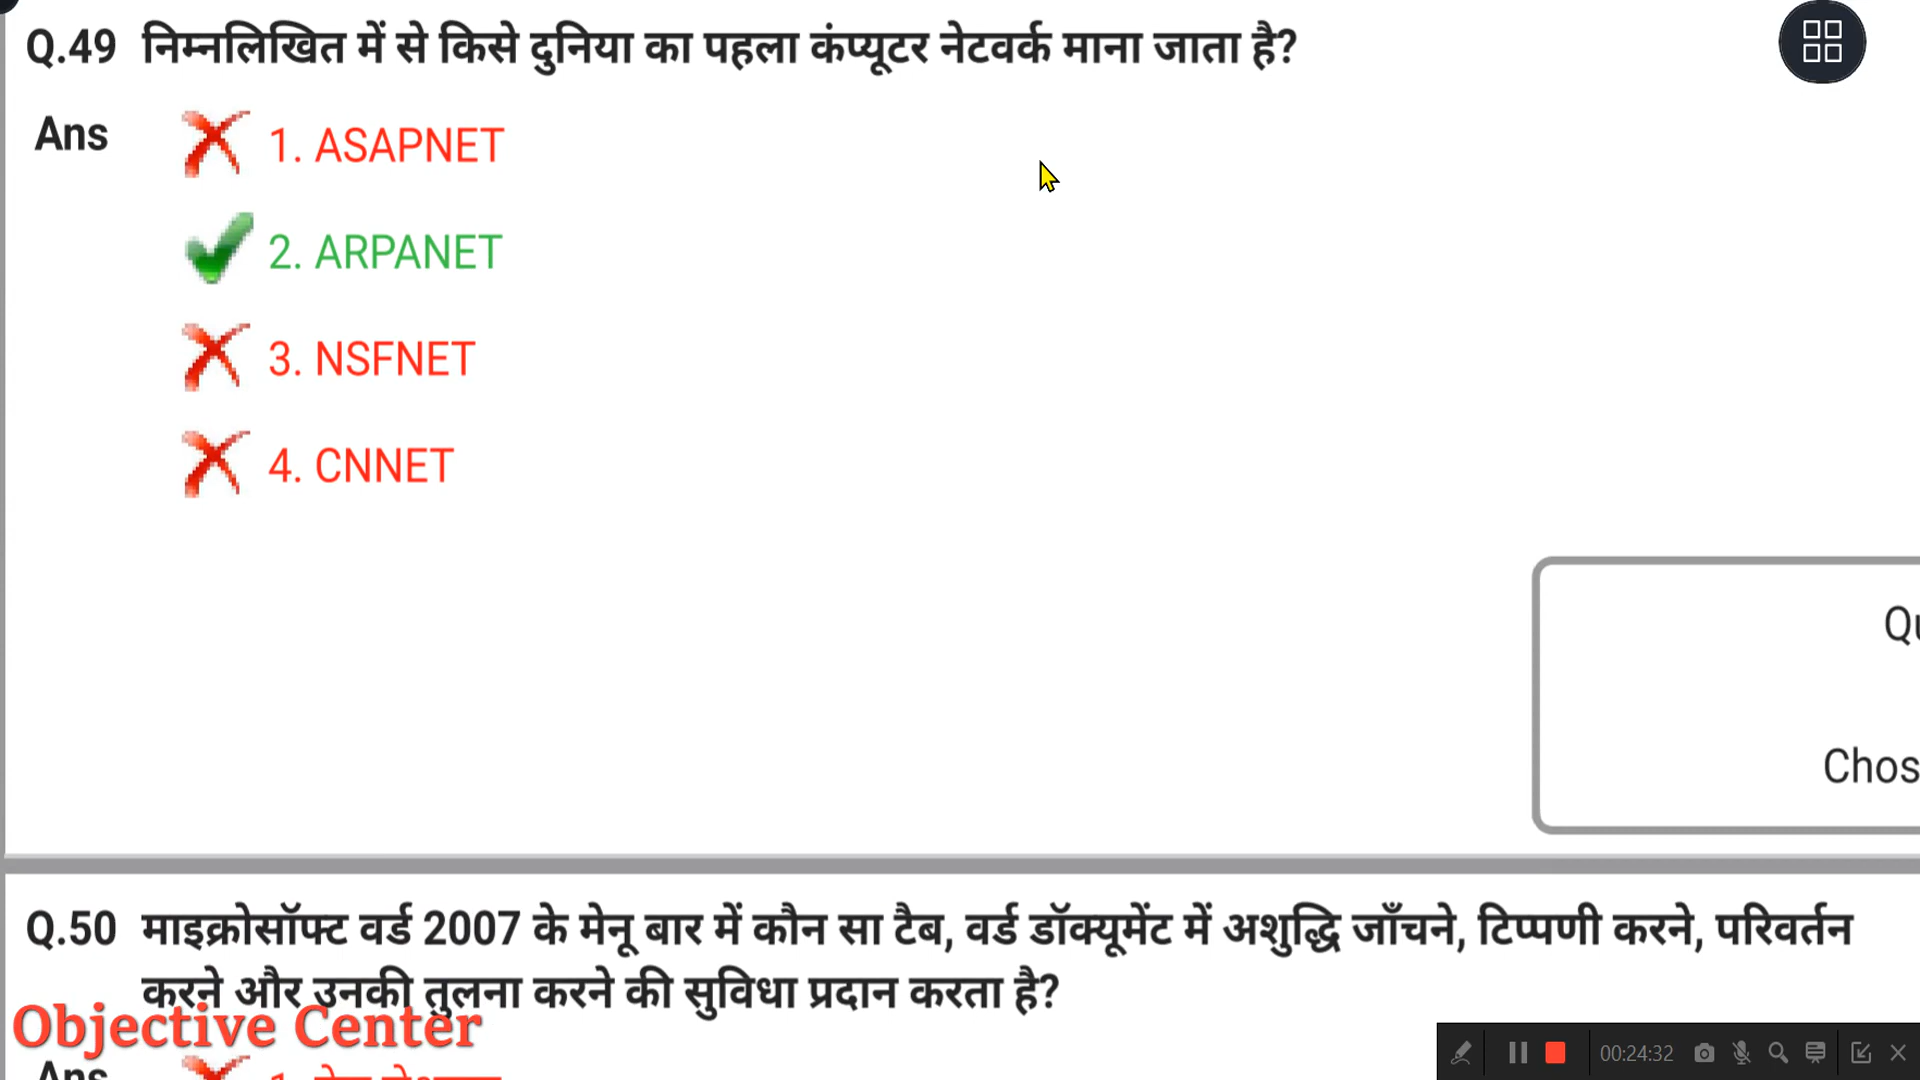 Q.49 निम्नलिखित में से किसे दुनिया का पहला कंप्यूटर नेटवर्क माना जाता है?
Ans
1. ASAPNET
2. ARPANET
3. NSFNET
4. CNNET
Qu
Chos
Q.50 माइक्रोसॉफ्ट वर्ड 2007 के मेनू बार में कौन सा टैब, वर्ड डॉक्यूमेंट में अशुद्धि जाँचने, टिप्पणी करने, परिवर्तन
करने और उनकी तुलना करने की सुविधा प्रदान करता है?
Objective Center
Ans
00:24:32